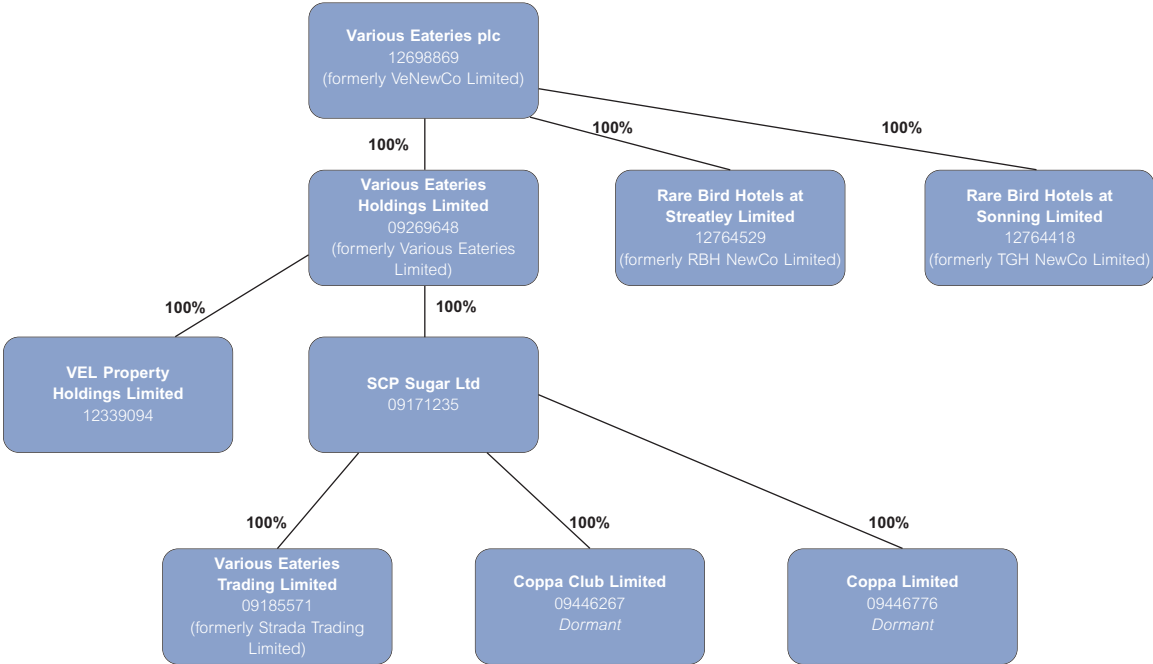 Various Eateries plc
12698869
(formerly VeNewCo Limited)
100%
100%
100%
Various Eateries
Holdings Limited
09269648
(formerly Various Eateries
Limited)
Rare Bird Hotels at
Streatley Limited
12764529
(formerly RBH NewCo Limited)
Rare Bird Hotels at
Sonning Limited
12764418
(formerly TGH NewCo Limited)
100%
100%
VEL Property
Holdings Limited
12339094
SCP Sugar Ltd
09171235
100%
100%
100%
Various Eateries
Trading Limited
09185571
(formerly Strada Trading
Limited)
Coppa Club Limited
09446267
Dormant
Coppa Limited
09446776
Dormant